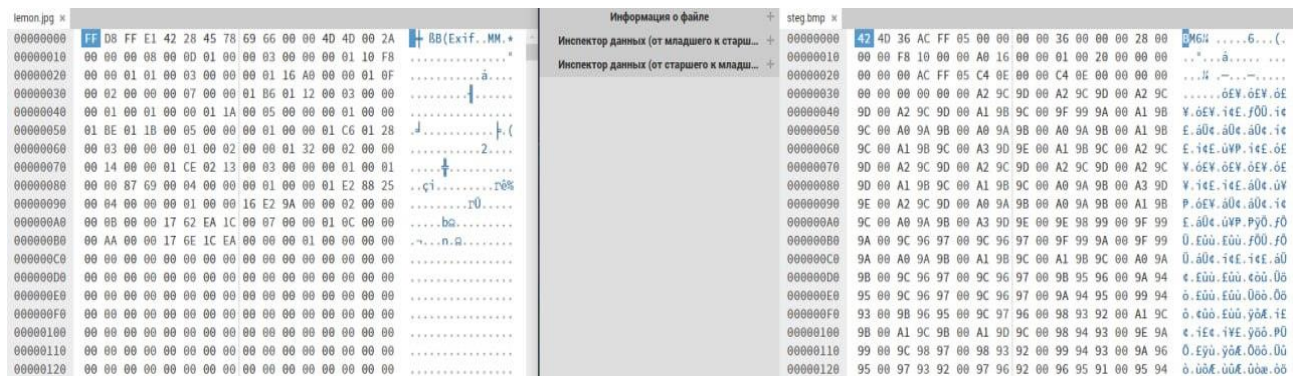 lemon.jpg ×
00000000 FF D8 FF E1 42 28 45 78 69 66 00 00 4D 4D 00 2A ßB(Exif..MM.*
00000010 00 00 00 08 00 0D 01 00 00 03 00 00 00 01 10 F8
00000020 00 00 01 01 00 03 00 00 00 01 16 A0 00 00 01 0F
00000030 00 02 00 00 00 07 00 00 01 B6 01 12 00 03 00 00
00000040 00 01 00 01 00 00 01 1A 00 05 00 00 00 01 00 00
00000050 01 BE 01 1B 00 05 00 00 00 01 00 00 01 C6 01 28
00000060 00 03 00 00 00 01 00 02 00 00 01 32 00 02 00 00
00000070 00 14 00 00 01 CE 02 13 00 03 00 00 00 01 00 01
00000080 00 00 87 69 00 04 00 00 00 01 00 00 01 E2 88 25
00000090 00 04 00 00 00 01 00 00 16 E2 9A 00 00 02 00 00
000000A0 00 0B 00 00 17 62 EA 1C 00 07 00 00 01 0C 00 00
000000B0 00 AA 00 00 17 6E 1C EA 00 00 00 01 00 00 00 00
000000C0 00 00 00 00 00 00 00 00 00 00 00 00 00 00 00 00
000000D0 00 00 00 00 00 00 00 00 00 00 00 00 00 00 00 00
000000E0 00 00 00 00 00 00 00 00 00 00 00 00 00 00 00 00
000000F0 00 00 00 00 00 00 00 00 00 00 00 00 00 00 00 00
00000100 00 00 00 00 00 00 00 00 00 00 00 00 00 00 00 00
00000110 00 00 00 00 00 00 00 00 00 00 00 00 00 00 00 00
00000120 00 00 00 00 00 00 00 00 00 00 00 00 00 00 00 00
Информация о файле +
Инспектор данных (от младшего к старш... +
Инспектор данных (от старшего к младш... +
steg.bmp ×
00000000 42 4D 36 AC FF 05 00 00 00 00 36 00 00 00 28 00
00000010 00 00 F8 10 00 00 A0 16 00 00 01 00 20 00 00 00
00000020 00 00 00 AC FF 05 C4 0E 00 00 C4 0E 00 00 00 00
00000030 00 00 00 00 00 00 A2 9C 9D 00 A2 9C 9D 00 A2 9C
00000040 9D 00 A2 9C 9D 00 A1 9B 9C 00 9F 99 9A 00 A1 9B
00000050 9C 00 A0 9A 9B 00 A0 9A 9B 00 A0 9A 9B 00 A1 9B
00000060 9C 00 A1 9B 9C 00 A3 9D 9E 00 A1 9B 9C 00 A2 9C
00000070 9D 00 A2 9C 9D 00 A2 9C 9D 00 A2 9C 9D 00 A2 9C
00000080 9D 00 A1 9B 9C 00 A1 9B 9C 00 A0 9A 9B 00 A3 9D
00000090 9E 00 A2 9C 9D 00 A0 9A 9B 00 A0 9A 9B 00 A1 9B
000000A0 9C 00 A0 9A 9B 00 A3 9D 9E 00 9E 98 99 00 9F 99
000000B0 9A 00 9C 96 97 00 9C 96 97 00 9F 99 9A 00 9F 99
000000C0 9A 00 A0 9A 9B 00 A1 9B 9C 00 A1 9B 9C 00 A0 9A
000000D0 9B 00 9C 96 97 00 9C 96 97 00 9B 95 96 00 9A 94
000000E0 95 00 9C 96 97 00 9C 96 97 00 9A 94 95 00 99 94
000000F0 93 00 9B 96 95 00 9C 97 96 00 98 93 92 00 A1 9C
00000100 9B 00 A1 9C 9B 00 A1 9D 9C 00 98 94 93 00 9E 9A
00000110 99 00 9C 98 97 00 98 93 92 00 99 94 93 00 9A 96
00000120 95 00 97 93 92 00 97 96 92 00 96 95 91 00 95 94